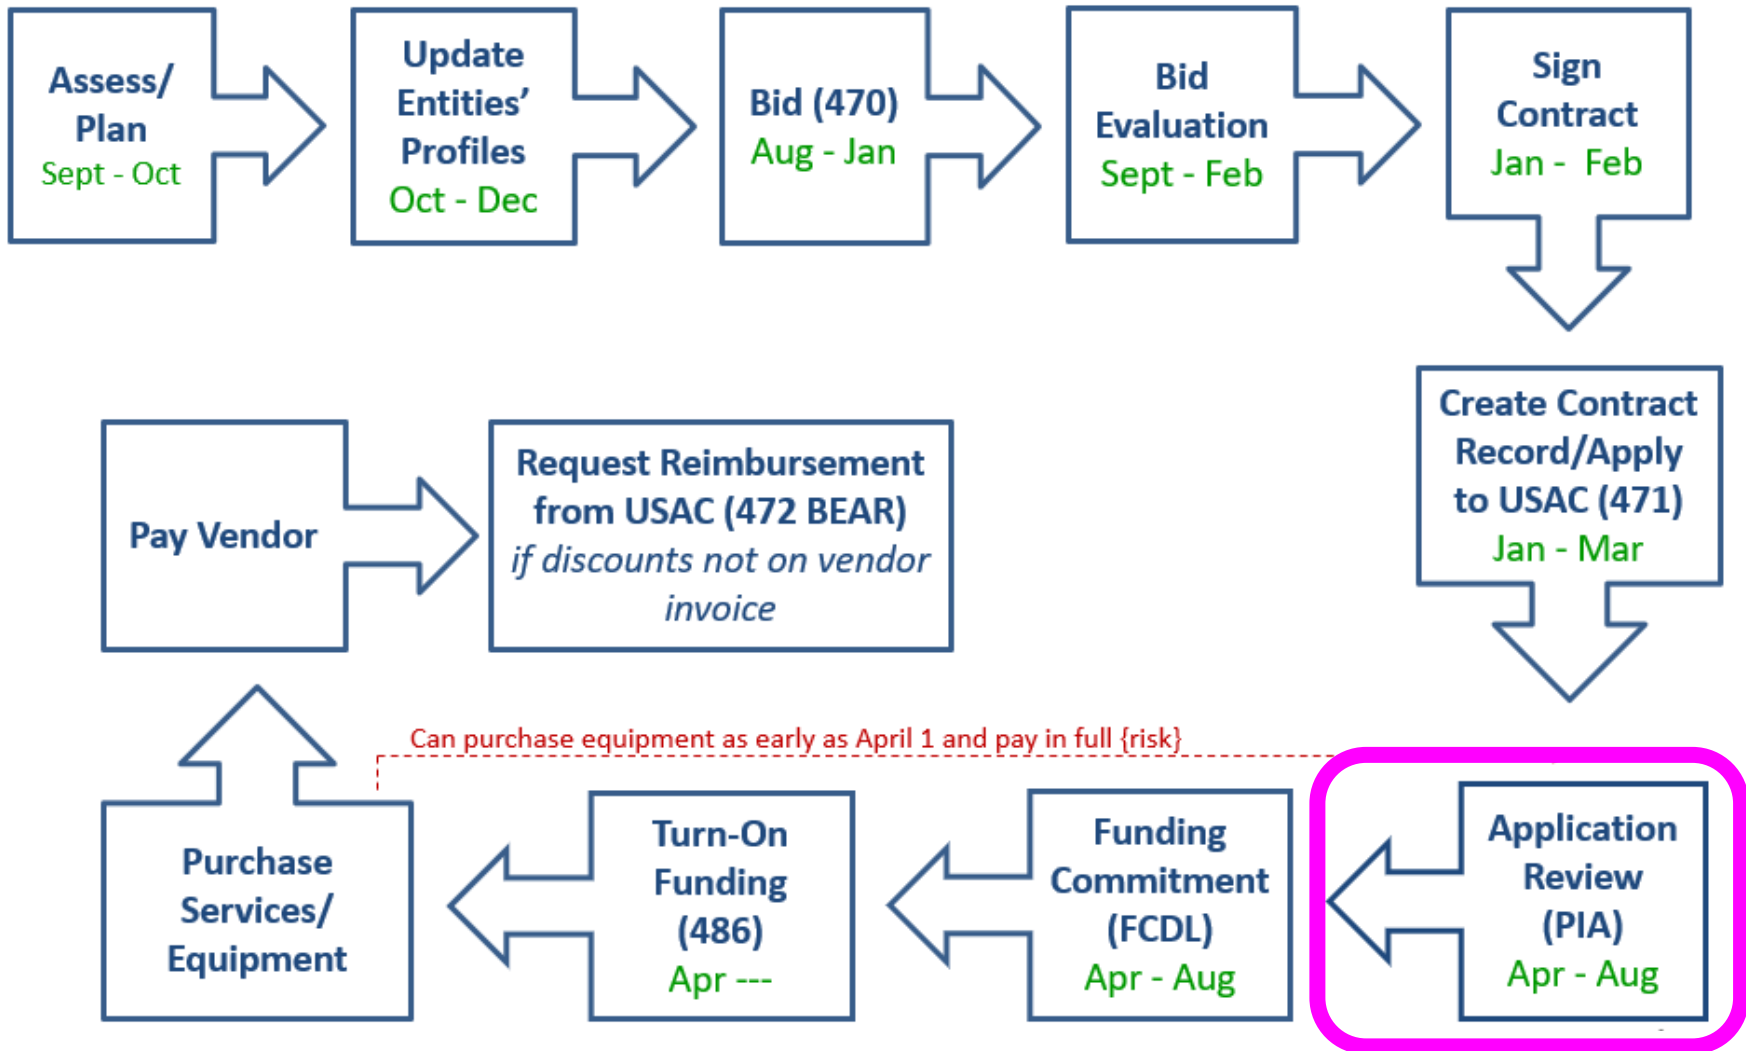 Assess/
Plan
Sept - Oct
Update
Entities’
Profiles
Oct - Dec
Bid (470)
Aug - Jan
Bid
Evaluation
Sept - Feb
Sign
Contract
Jan -  Feb
Create Contract
Record/Apply
to USAC (471)
Jan - Mar
Application
Review
(PIA)
Apr - Aug
Funding
Commitment
(FCDL)
Apr - Aug
Turn-On
Funding
(486)
Apr ---
Can purchase equipment as early as April 1 and pay in full {risk}
Purchase
Services/
Equipment
Pay Vendor
Request Reimbursement
from USAC (472 BEAR)
if discounts not on vendor
invoice